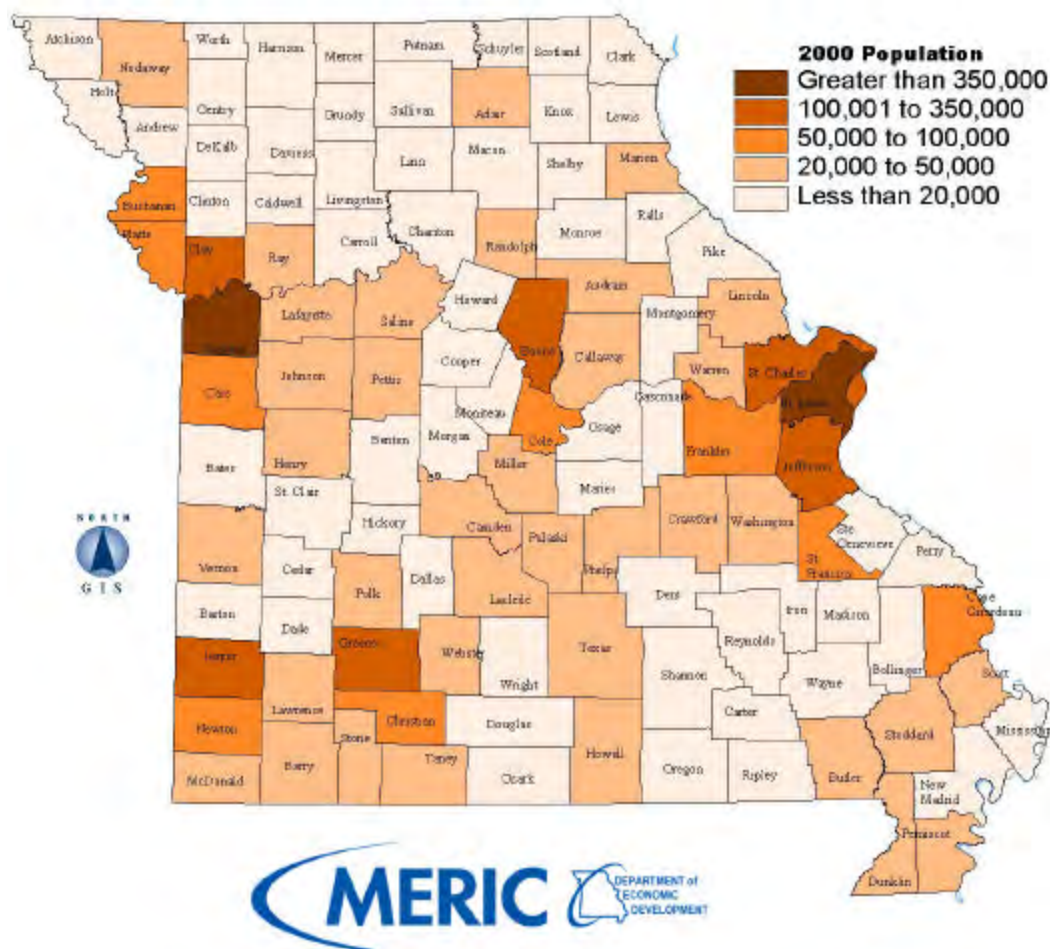 2000 Population
Greater than 350,000
100,001 to 350,000
50,000 to 100,000
20,000 to 50,000
Less than 20,000
Atchison
Nodaway
Worth
Harrison
Mercer
Putnam
Schuyler
Scotland
Clark
Holt
Andrew
Gentry
DeKalb
Daviess
Grundy
Sullivan
Adair
Knox
Lewis
Linn
Macon
Shelby
Marion
Buchanan
Clinton
Caldwell
Livingston
Carroll
Chariton
Randolph
Monroe
Ralls
Pike
Platte
Clay
Ray
Lafayette
Saline
Howard
Boone
Audrain
Callaway
Montgomery
Lincoln
Warren
St. Charles
St. Louis
Cass
Johnson
Pettis
Cooper
Moniteau
Cole
Osage
Gasconade
Franklin
Jefferson
Bates
Henry
Benton
Morgan
Miller
Maries
St. Clair
Hickory
Camden
Pulaski
Phelps
Crawford
Washington
Ste
Genevieve
St
Francois
Perry
NORTH
GIS
Vernon
Cedar
Polk
Dallas
Laclede
Dent
Iron
Madison
Cape
Girardeau
Barton
Dade
Greene
Webster
Wright
Texas
Shannon
Reynolds
Wayne
Bollinger
Scott
Jasper
Lawrence
Christian
Douglas
Carter
Stoddard
Mississippi
Newton
Stone
Taney
Howell
Oregon
Ripley
Butler
New
Madrid
McDonald
Barry
Ozark
Pemiscot
Dunklin
MERIC
DEPARTMENT of
ECONOMIC
DEVELOPMENT